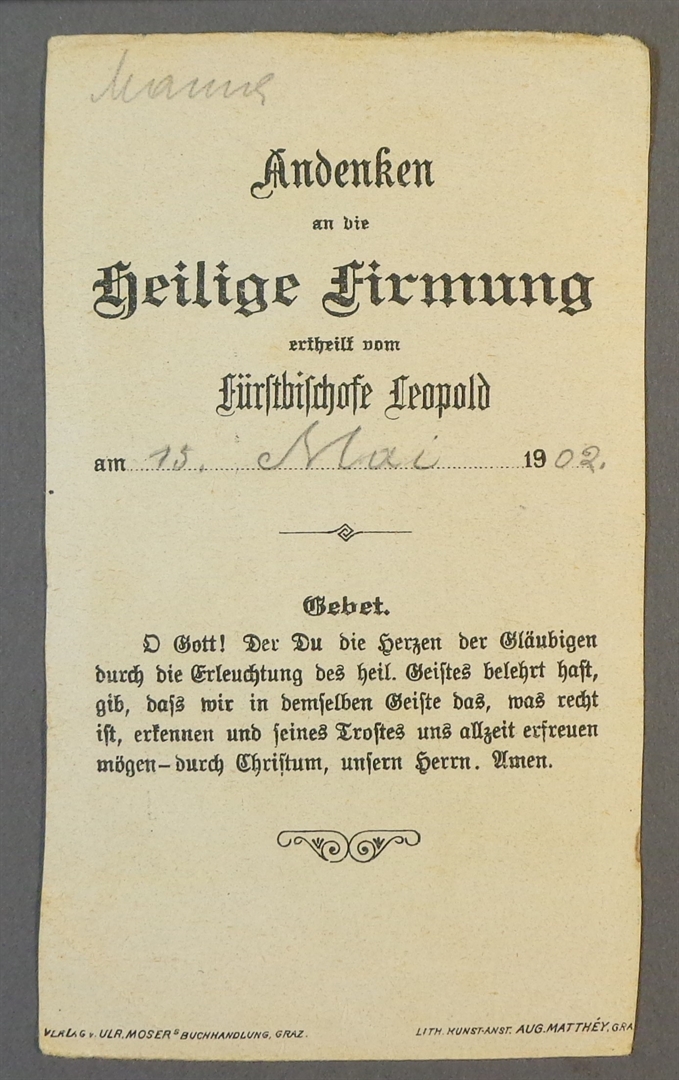 Andenken
an die
Heilige Firmung
ertheilt vom
Fürstbischofe Leopold
am 15. Mai 1902.
Gebet.
O Gott! Der Du die Herzen der Gläubigen
durch die Erleuchtung des heil. Geistes belehrt hast,
gib, dass wir in demselben Geiste das, was recht
ist, erkennen und seines Trostes uns allzeit erfreuen
mögen – durch Christum, unsern Herrn. Amen.
VERLAG v. ULR. MOSER'S BUCHHANDLUNG, GRAZ.
LITH. KUNST-ANST. AUG. MATTHÉY, GRA